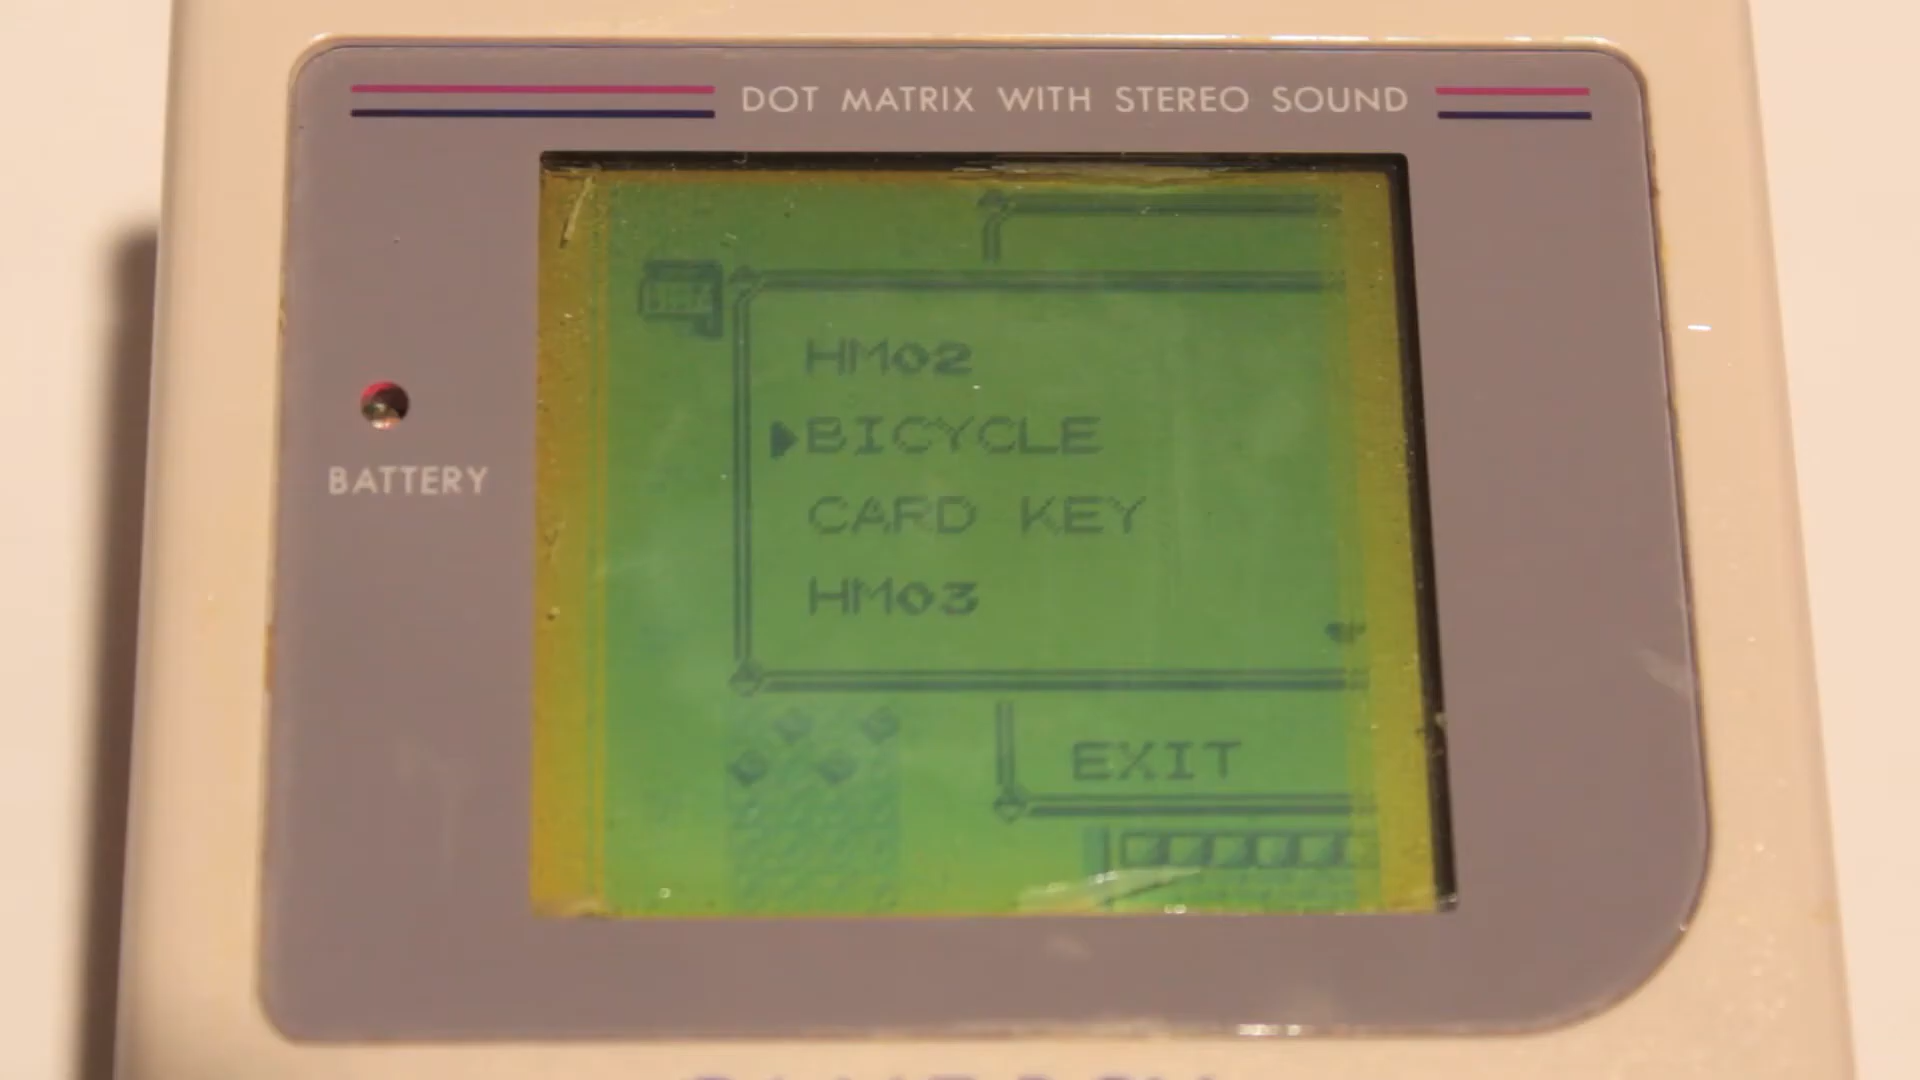 DOT MATRIX WITH STEREO SOUND
BATTERY
HM02
▶BICYCLE
CARD KEY
HM03
EXIT